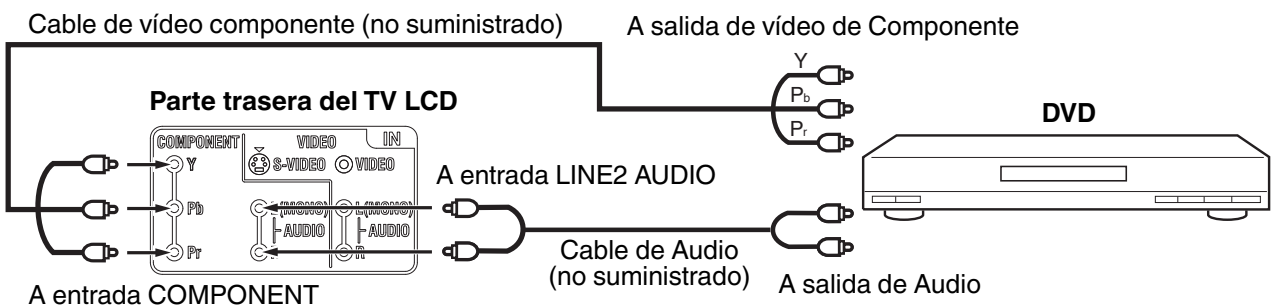 Cable de vídeo componente (no suministrado)
A salida de vídeo de Componente
Y
Pb
Pr
Parte trasera del TV LCD
DVD
COMPONENT
VIDEO
IN
Y
S-VIDEO
VIDEO
A entrada LINE2 AUDIO
Pb
(MONO)
L(MONO)
AUDIO
AUDIO
Pr
R
Cable de Audio
(no suministrado)
A salida de Audio
A entrada COMPONENT